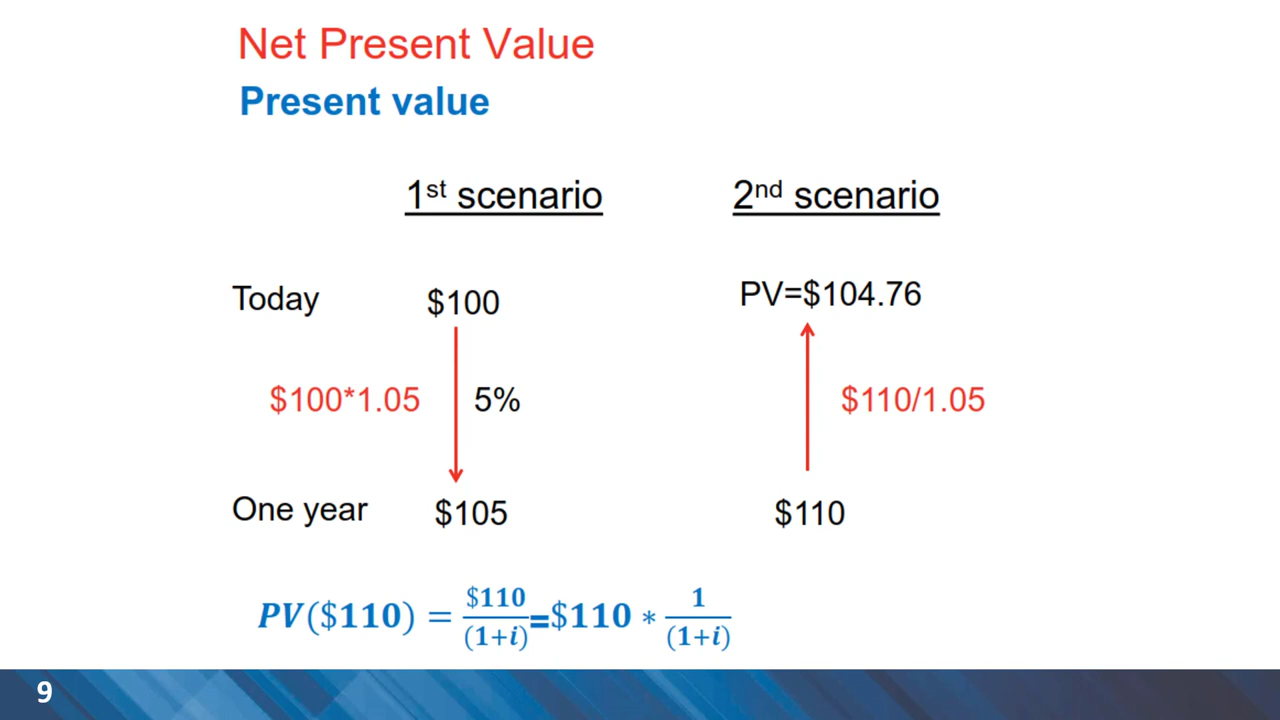 Net Present Value
Present value
1st scenario 2nd scenario
Today $100 PV=$104.76
$100*1.05 5% $110/1.05
One year $105 $110
PV($110) = $110/(1+i)=$110 * 1/(1+i)
9